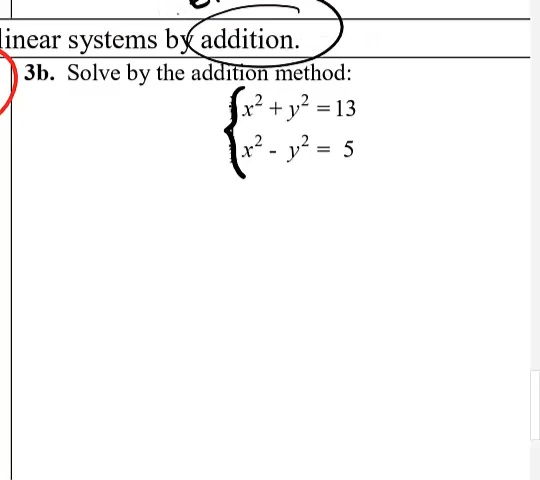 linear systems by addition.
3b. Solve by the addition method:
x² + y² = 13
x² - y² = 5